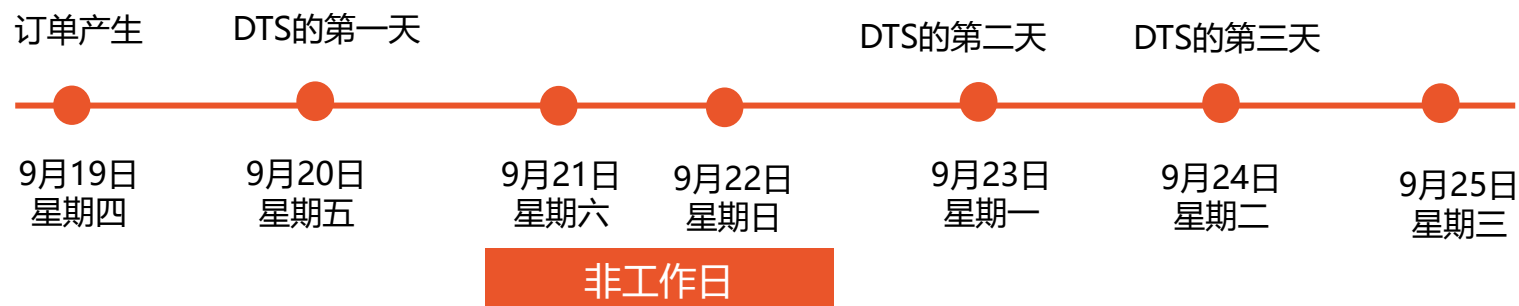 订单产生
DTS的第一天
DTS的第二天
DTS的第三天
9月19日
星期四
9月20日
星期五
9月21日
星期六
9月22日
星期日
9月23日
星期一
9月24日
星期二
9月25日
星期三
非工作日